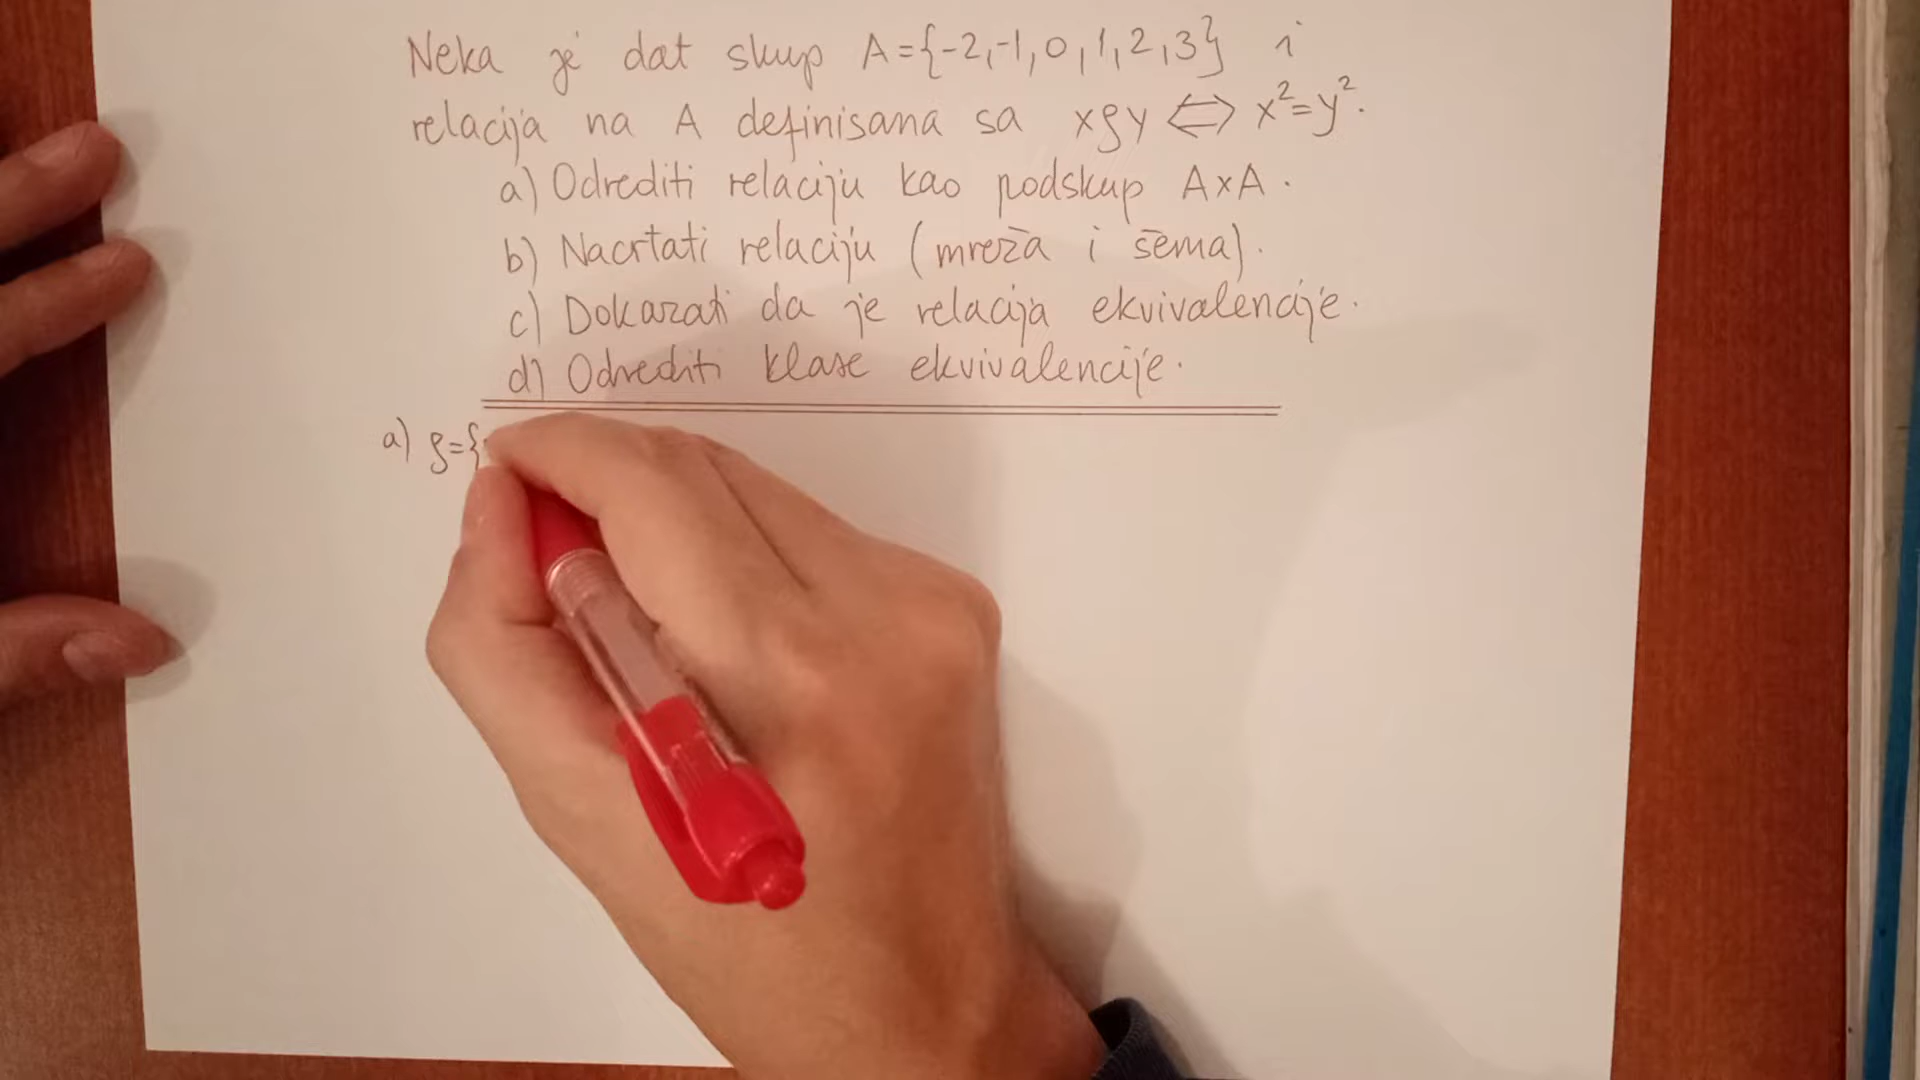 Neka je dat skup A={-2,-1,0,1,2,3} i
relacija na A definisana sa xρy ⟺ x²=y².
a) Odrediti relaciju kao podskup A×A.
b) Nacrtati relaciju (mreža i šema).
c) Dokazati da je relacija ekvivalencije.
d) Odrediti klase ekvivalencije.
a) ρ={